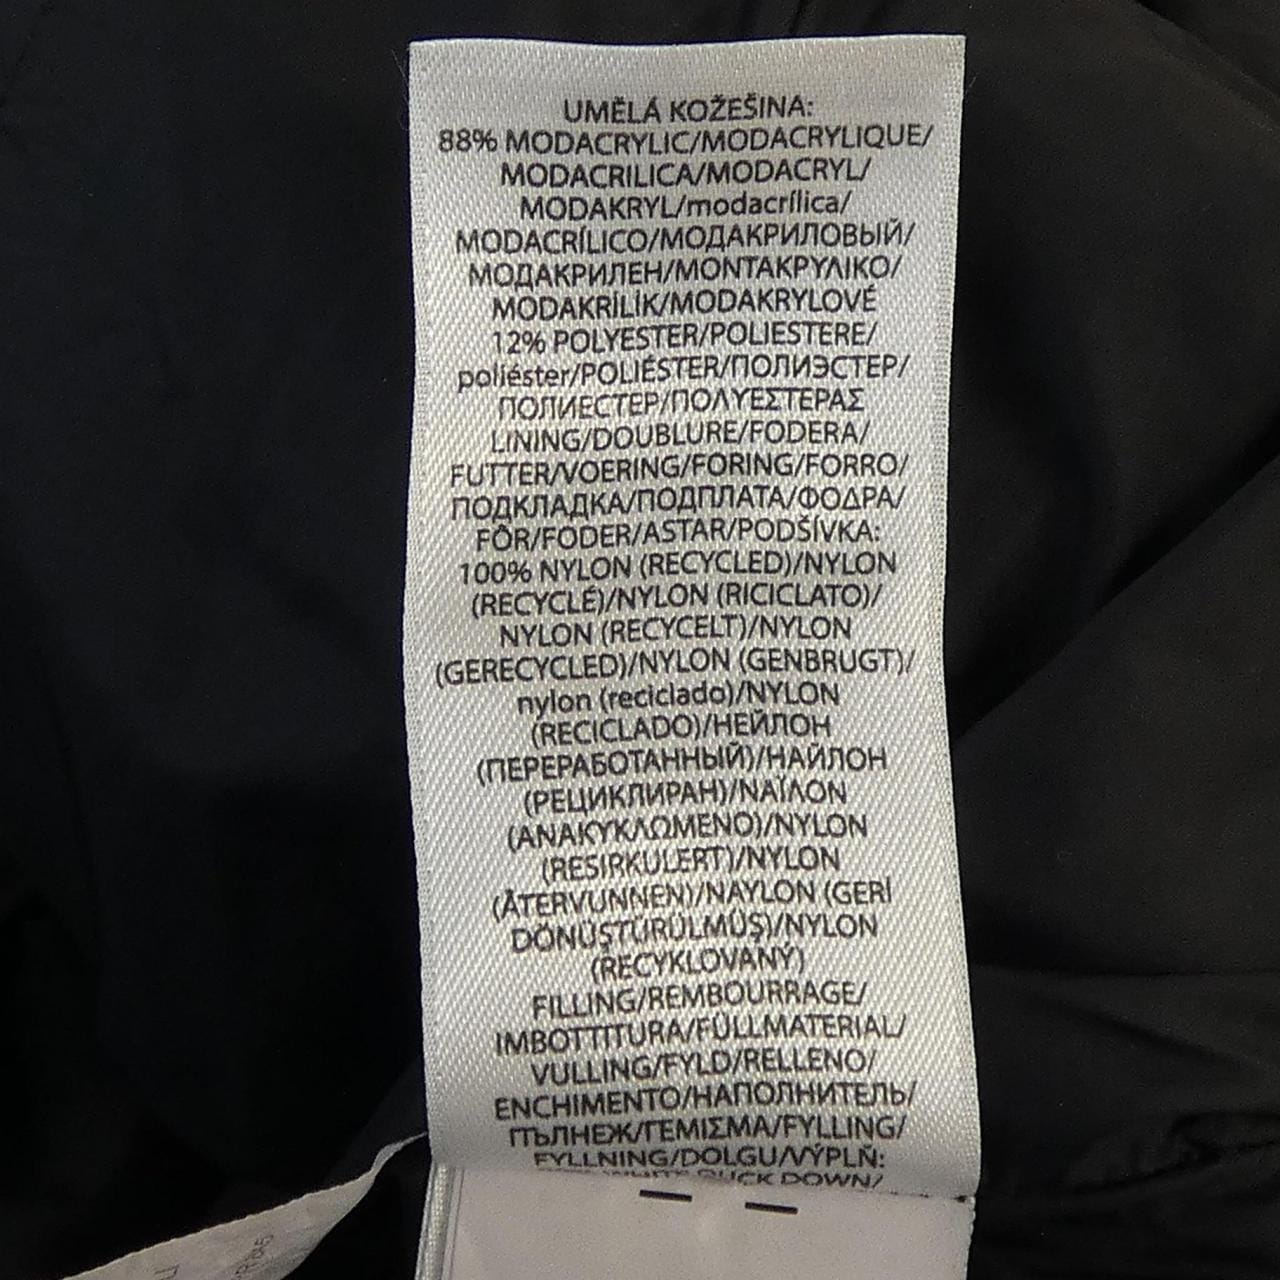 UMĚLÁ KOŽEŠINA:
88% MODACRYLIC/MODACRYLIQUE/
MODACRILICA/MODACRYL/
MODAKRYL/modacrílica/
MODACRÍLICO/МОДАКРИЛОВЫЙ/
МОДАКРИЛЕН/ΜΟΝΤΑΚΡΥΛΙΚΟ/
MODAKRİLİK/MODAKRYLOVÉ
12% POLYESTER/POLIESTERE/
poliéster/POLIÉSTER/ПОЛИЭСТЕР/
ПОЛИЕСТЕР/ΠΟΛΥΕΣΤΕΡΑΣ
LINING/DOUBLURE/FODERA/
FUTTER/VOERING/FORING/FORRO/
ПОДКЛАДКА/ПОДПЛАТА/ΦΟΔΡΑ/
FÔR/FODER/ASTAR/PODŠÍVKA:
100% NYLON (RECYCLED)/NYLON
(RECYCLÉ)/NYLON (RICICLATO)/
NYLON (RECYCELT)/NYLON
(GERECYCLED)/NYLON (GENBRUGT)/
nylon (reciclado)/NYLON
(RECICLADO)/НЕЙЛОН
(ПЕРЕРАБОТАННЫЙ)/НАЙЛОН
(РЕЦИКЛИРАН)/ΝΑΪΛΟΝ
(ΑΝΑΚΥΚΛΩΜΕΝΟ)/NYLON
(RESIRKULERT)/NYLON
(ÅTERVUNNEN)/NAYLON (GERİ
DÖNÜŞTÜRÜLMÜŞ)/NYLON
(RECYKLOVANÝ)
FILLING/REMBOURRAGE/
IMBOTTITURA/FÜLLMATERIAL/
VULLING/FYLD/RELLENO/
ENCHIMENTO/НАПОЛНИТЕЛЬ/
ПЪЛНЕЖ/ΓΕΜΙΣΜΑ/FYLLING/
FYLLNING/DOLGU/VÝPLŇ:
DUCK DOWN/